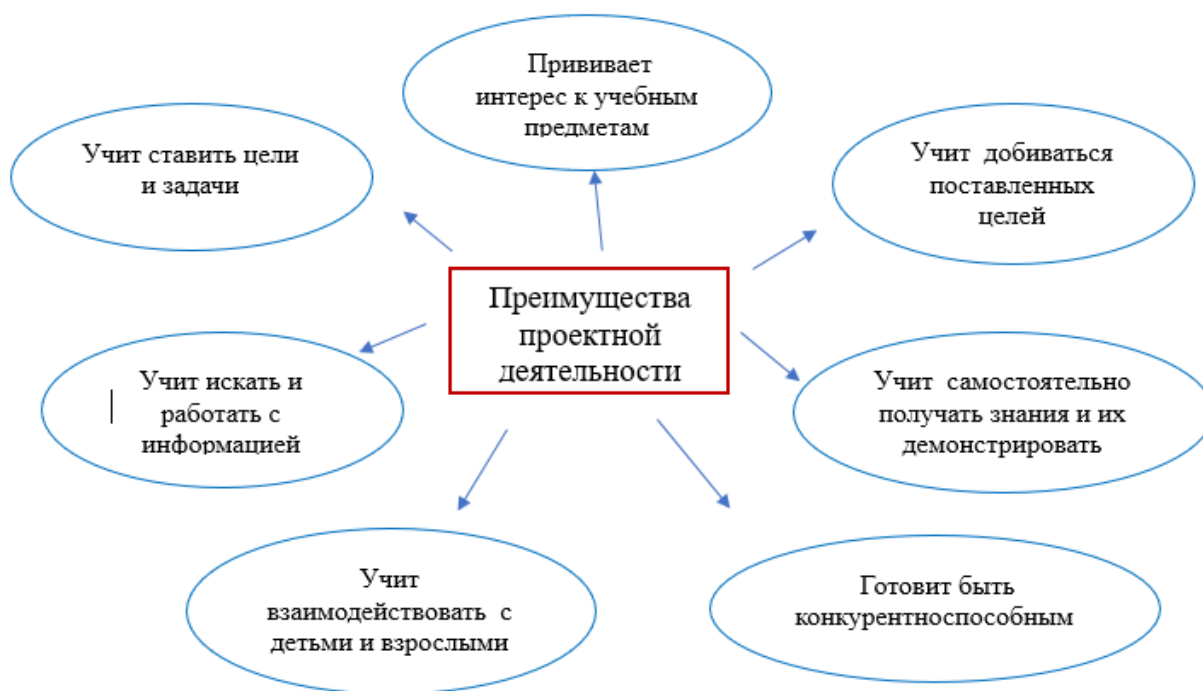 Прививает
интерес к учебным
предметам
Учит ставить цели
и задачи
Учит добиваться
поставленных
целей
Преимущества
проектной
деятельности
Учит искать и
работать с
информацией
Учит самостоятельно
получать знания и их
демонстрировать
Учит
взаимодействовать с
детьми и взрослыми
Готовит быть
конкурентноспособным